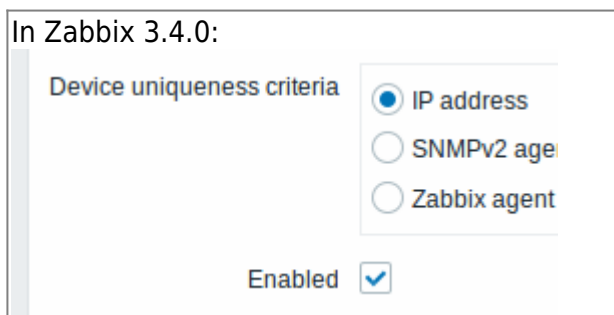 In Zabbix 3.4.0:
Device uniqueness criteria
IP address
SNMPv2 age
Zabbix agent
Enabled